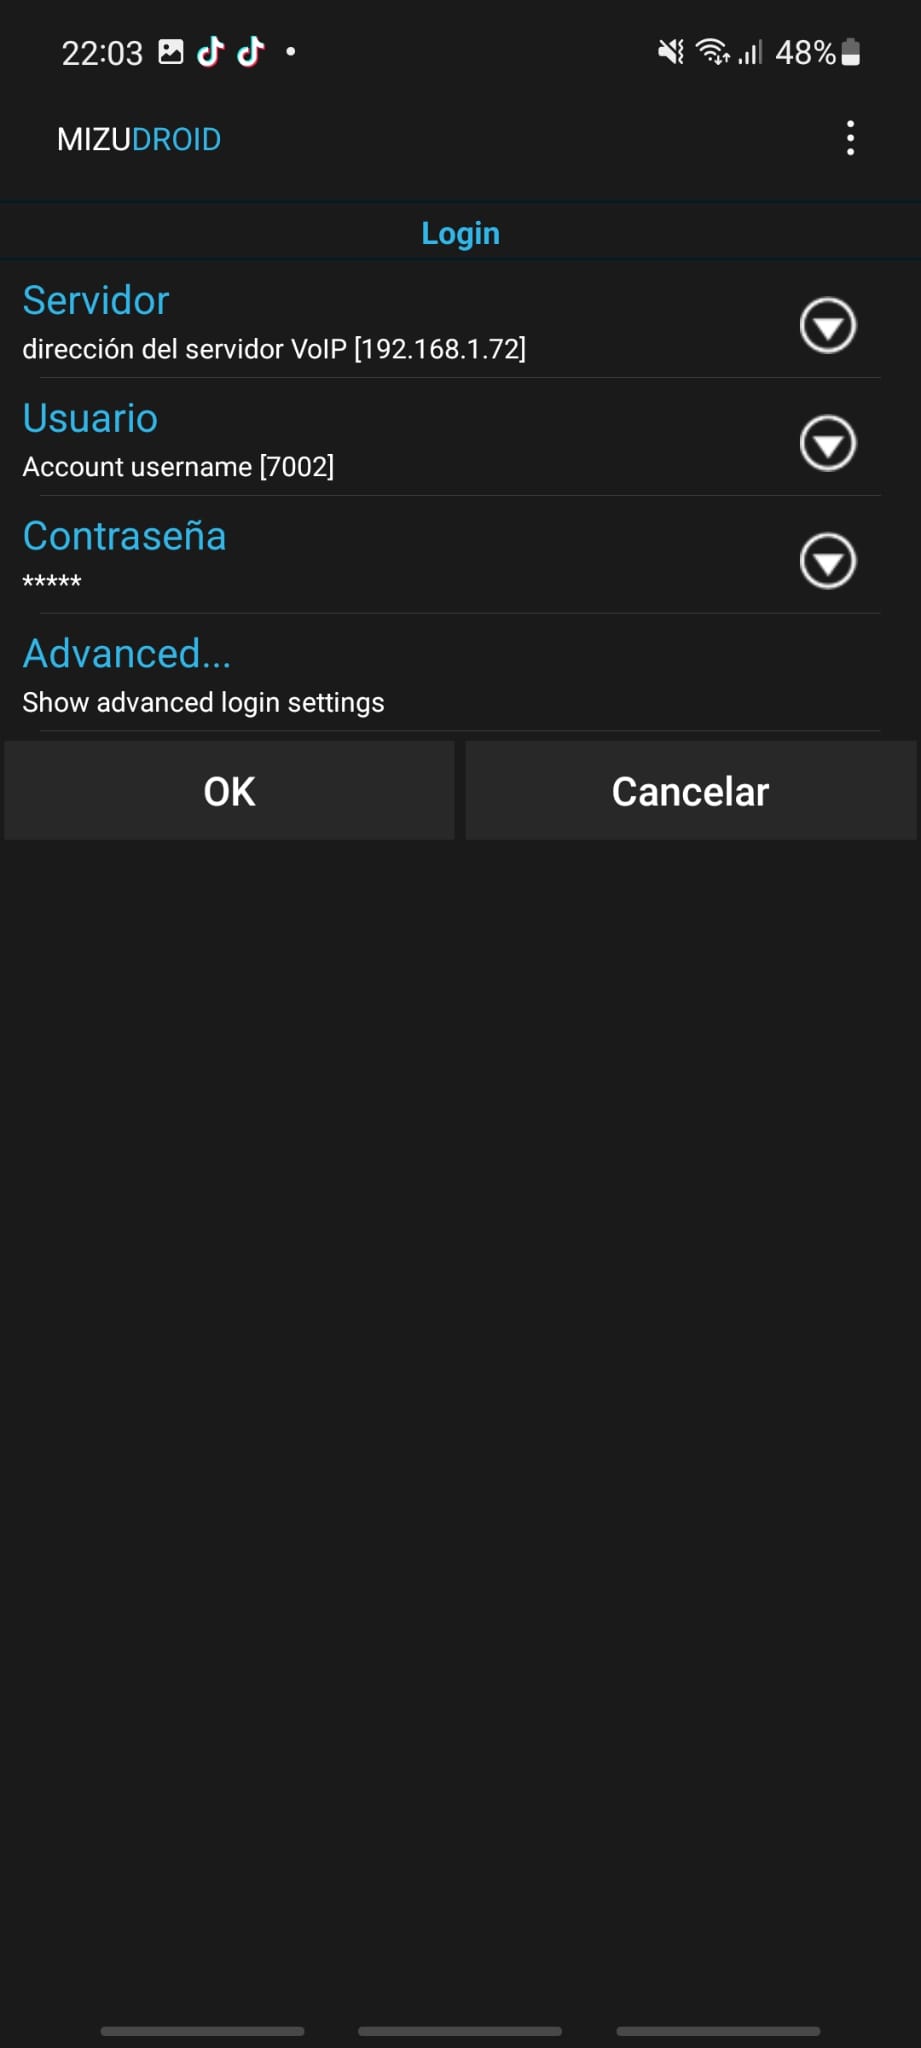 22:03
48%
MIZUDROID
Login
Servidor
dirección del servidor VoIP [192.168.1.72]
Usuario
Account username [7002]
Contraseña
*****
Advanced...
Show advanced login settings
OK
Cancelar